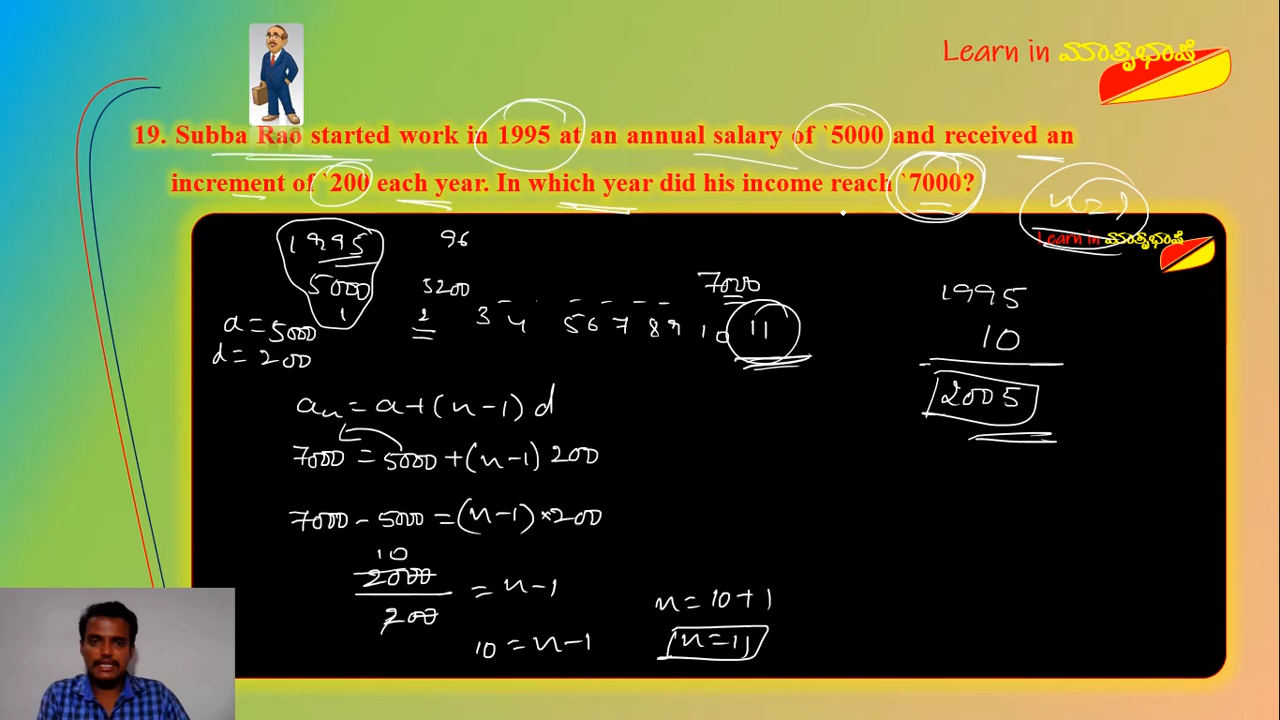 Learn in ಮಾತೃಭಾಷೆ
19. Subba Rao started work in 1995 at an annual salary of `5000 and received an
increment of `200 each year. In which year did his income reach `7000?
Learn in ಮಾತೃಭಾಷೆ
1995 96
5000 5200 7000
1 2 3 4 5 6 7 8 9 10 11
a = 5000
d = 200
an = a + (n-1) d
7000 = 5000 + (n-1) 200
7000 - 5000 = (n-1) × 200
10
2000
200
= n-1
10 = n-1
n = 10 + 1
n = 11
1995
10
2005